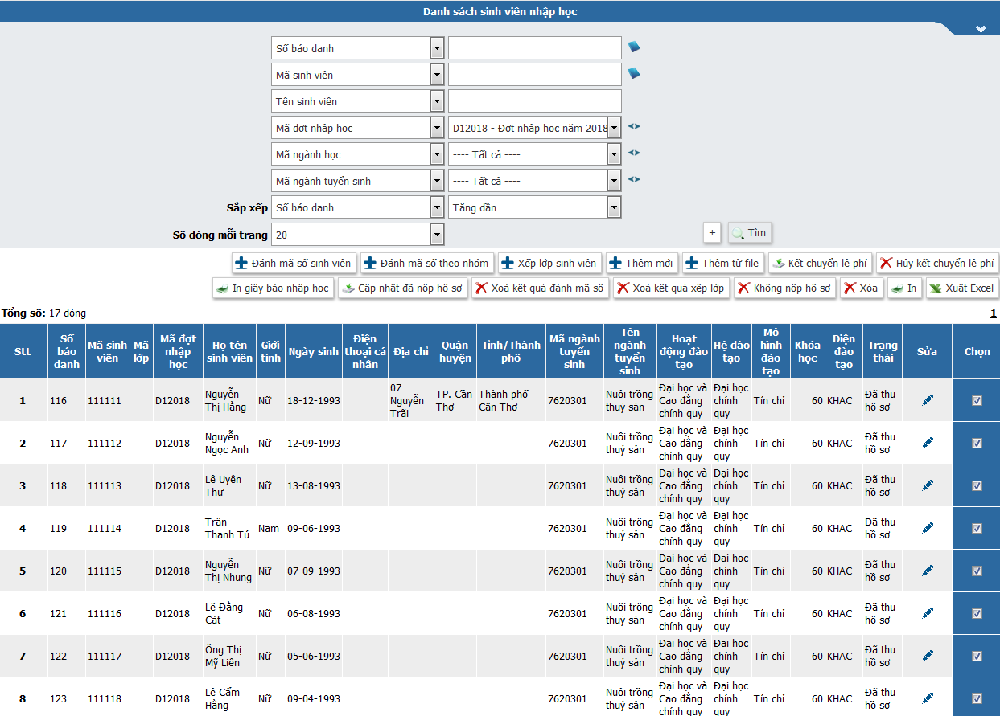 Danh sách sinh viên nhập học
Số báo danh
Mã sinh viên
Tên sinh viên
Mã đợt nhập học D12018 - Đợt nhập học năm 2018
Mã ngành học ---- Tất cả ----
Mã ngành tuyển sinh ---- Tất cả ----
Sắp xếp Số báo danh Tăng dần
Số dòng mỗi trang 20 + Tìm
Đánh mã số sinh viên Đánh mã số theo nhóm Xếp lớp sinh viên Thêm mới Thêm từ file Kết chuyển lệ phí Hủy kết chuyển lệ phí
In giấy báo nhập học Cập nhật đã nộp hồ sơ Xoá kết quả đánh mã số Xoá kết quả xếp lớp Không nộp hồ sơ Xóa In Xuất Excel
Tổng số: 17 dòng 1
Stt Số báo danh Mã sinh viên Mã lớp Mã đợt nhập học Họ tên sinh viên Giới tính Ngày sinh Điện thoại cá nhân Địa chỉ Quận huyện Tỉnh/Thành phố Mã ngành tuyển sinh Tên ngành tuyển sinh Hoạt động đào tạo Hệ đào tạo Mô hình đào tạo Khóa học Diện đào tạo Trạng thái Sửa Chọn
1 116 111111 D12018 Nguyễn Thị Hằng Nữ 18-12-1993 07 Nguyễn Trãi TP. Cần Thơ Thành phố Cần Thơ 7620301 Nuôi trồng thuỷ sản Đại học và Cao đẳng chính quy Đại học chính quy Tín chỉ 60 KHAC Đã thu hồ sơ
2 117 111112 D12018 Nguyễn Ngọc Anh Nữ 12-09-1993 7620301 Nuôi trồng thuỷ sản Đại học và Cao đẳng chính quy Đại học chính quy Tín chỉ 60 KHAC Đã thu hồ sơ
3 118 111113 D12018 Lê Uyên Thư Nữ 13-08-1993 7620301 Nuôi trồng thuỷ sản Đại học và Cao đẳng chính quy Đại học chính quy Tín chỉ 60 KHAC Đã thu hồ sơ
4 119 111114 D12018 Trần Thanh Tú Nam 09-06-1993 7620301 Nuôi trồng thuỷ sản Đại học và Cao đẳng chính quy Đại học chính quy Tín chỉ 60 KHAC Đã thu hồ sơ
5 120 111115 D12018 Nguyễn Thị Nhung Nữ 07-09-1993 7620301 Nuôi trồng thuỷ sản Đại học và Cao đẳng chính quy Đại học chính quy Tín chỉ 60 KHAC Đã thu hồ sơ
6 121 111116 D12018 Lê Đằng Cát Nữ 06-08-1993 7620301 Nuôi trồng thuỷ sản Đại học và Cao đẳng chính quy Đại học chính quy Tín chỉ 60 KHAC Đã thu hồ sơ
7 122 111117 D12018 Ông Thị Mỹ Liên Nữ 05-06-1993 7620301 Nuôi trồng thuỷ sản Đại học và Cao đẳng chính quy Đại học chính quy Tín chỉ 60 KHAC Đã thu hồ sơ
8 123 111118 D12018 Lê Cẩm Hằng Nữ 09-04-1993 7620301 Nuôi trồng thuỷ sản Đại học và Cao đẳng chính quy Đại học chính quy Tín chỉ 60 KHAC Đã thu hồ sơ